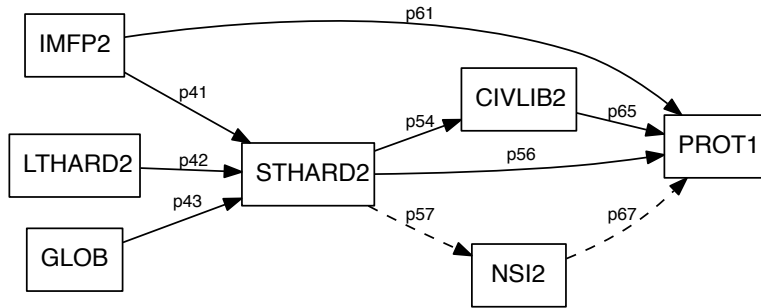 p61
IMFP2
p41
CIVLIB2
p54
p65
PROT1
LTHARD2
p42
STHARD2
p56
p43
p57
p67
GLOB
NSI2